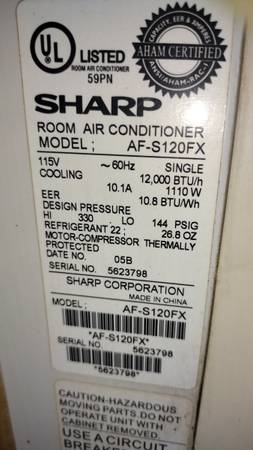 UL
LISTED
ROOM AIR CONDITIONER
59PN
CAPACITY, EER & AMPERES
AHAM CERTIFIED
ANSI/AHAM-RAC-1
SHARP
ROOM AIR CONDITIONER
MODEL ; AF-S120FX
115V ~60Hz SINGLE
COOLING 12,000 BTU/h
10.1A 1110 W
EER 10.8 BTU/Wh
DESIGN PRESSURE
HI 330 LO 144 PSIG
REFRIGERANT 22 ; 26.8 OZ
MOTOR-COMPRESSOR THERMALLY
PROTECTED
DATE NO. 05B
SERIAL NO. 5623798
SHARP CORPORATION
MADE IN CHINA
MODEL ; AF-S120FX
*AF-S120FX*
SERIAL NO. 5623798
*5623798*
CAUTION-HAZARDOUS
MOVING PARTS.DO NOT
OPERATE UNIT WITH
CABINET REMOVED.
USE A CIRCUIT